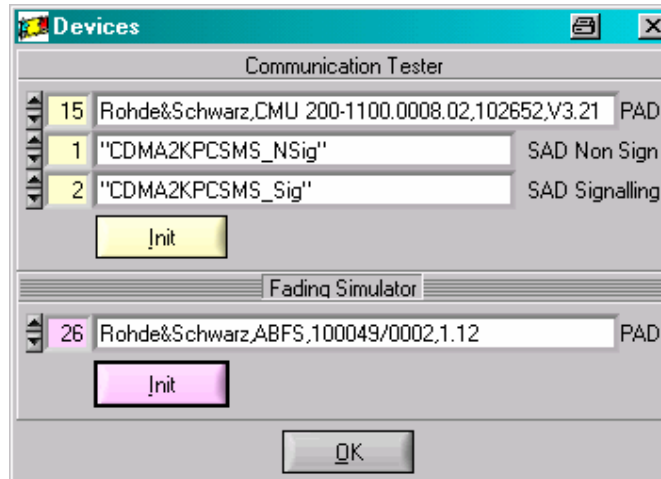 Devices
Communication Tester
15 Rohde&Schwarz,CMU 200-1100.0008.02,102652,V3.21 PAD
1 "CDMA2KPCSMS_NSig" SAD Non Sign
2 "CDMA2KPCSMS_Sig" SAD Signalling
Init
Fading Simulator
26 Rohde&Schwarz,ABFS,100049/0002,1.12 PAD
Init
OK